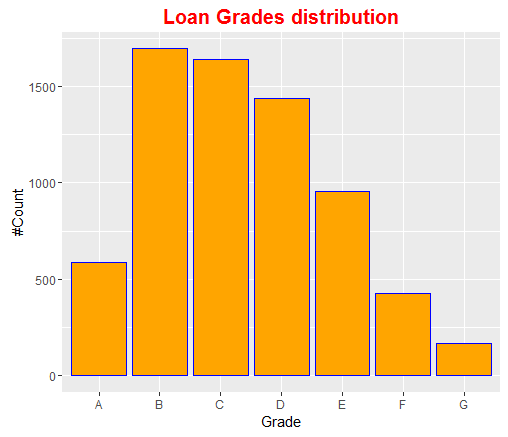 Loan Grades distribution
1500
1000
500
0
#Count
A B C D E F G
Grade